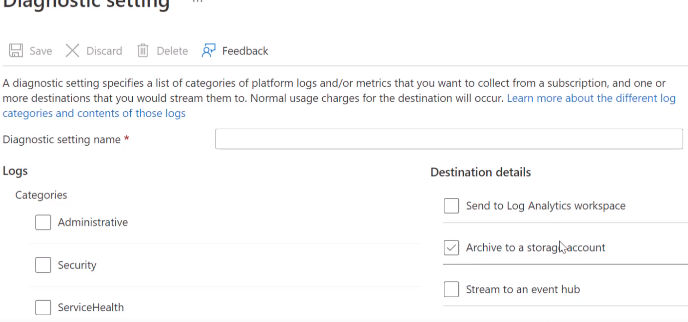 Diagnostic setting ...
Save Discard Delete Feedback
A diagnostic setting specifies a list of categories of platform logs and/or metrics that you want to collect from a subscription, and one or
more destinations that you would stream them to. Normal usage charges for the destination will occur. Learn more about the different log
categories and contents of those logs
Diagnostic setting name *
Logs
Destination details
Categories
Send to Log Analytics workspace
Administrative
Archive to a storage account
Security
Stream to an event hub
ServiceHealth